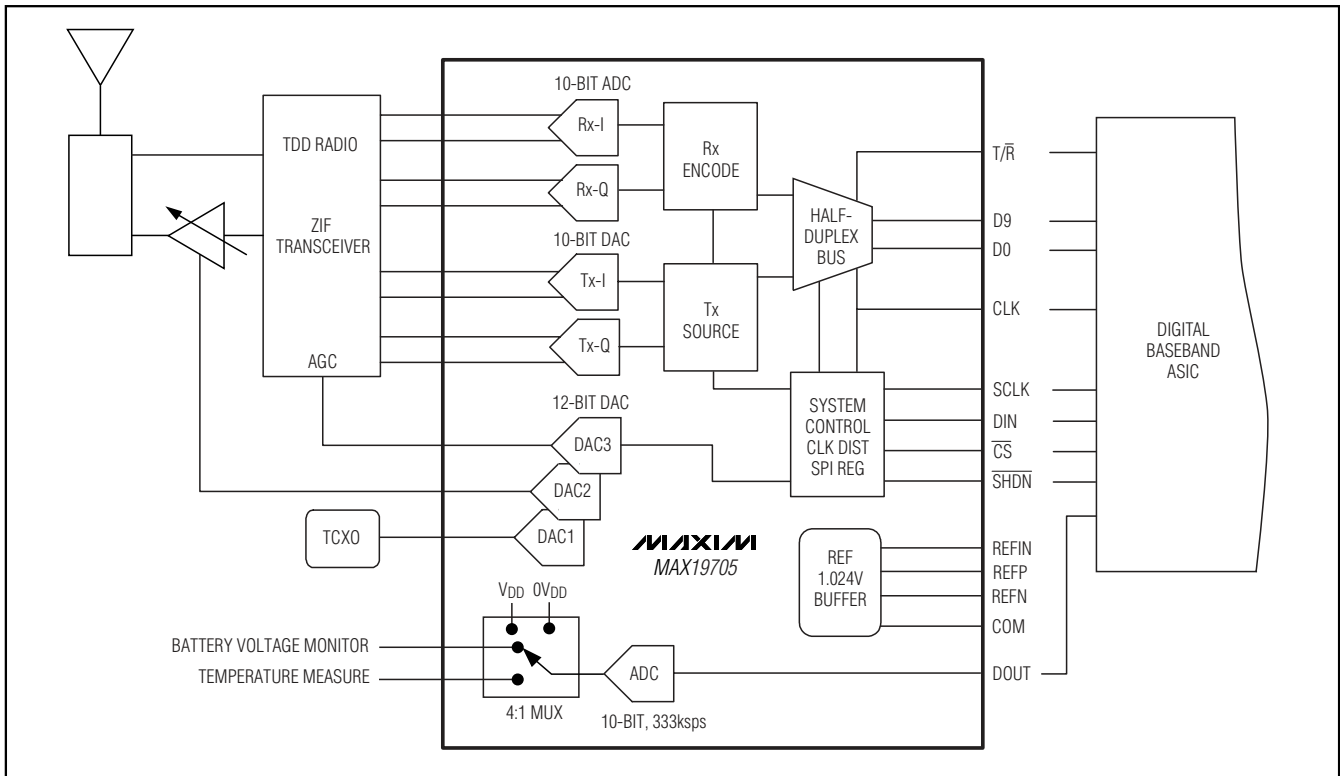 10-BIT ADC
TDD RADIO
ZIF
TRANSCEIVER
AGC
Rx-I
Rx-Q
10-BIT DAC
Tx-I
Tx-Q
12-BIT DAC
DAC3
DAC2
DAC1
TCXO
Rx
ENCODE
Tx
SOURCE
HALF-
DUPLEX
BUS
SYSTEM
CONTROL
CLK DIST
SPI REG
T/R̅
D9
D0
CLK
SCLK
DIN
C̅S̅
S̅H̅D̅N̅
DIGITAL
BASEBAND
ASIC
MAXIM
MAX19705
REF
1.024V
BUFFER
REFIN
REFP
REFN
COM
DOUT
VDD 0VDD
BATTERY VOLTAGE MONITOR
TEMPERATURE MEASURE
4:1 MUX
ADC
10-BIT, 333ksps